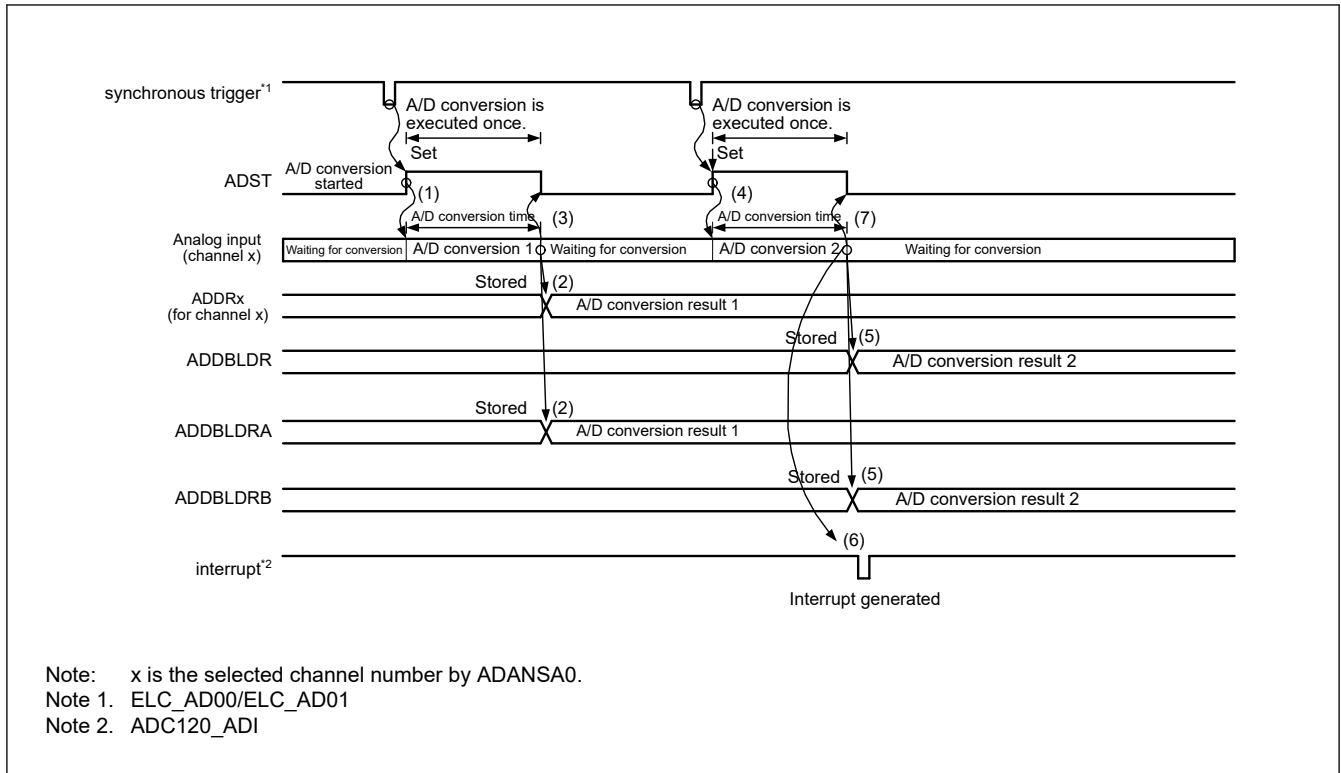 synchronous trigger*1
A/D conversion is
executed once.
A/D conversion is
executed once.
Set
Set
ADST
A/D conversion
started
(1)
(4)
A/D conversion time
(3)
A/D conversion time
(7)
Analog input
(channel x)
Waiting for conversion
A/D conversion 1
Waiting for conversion
A/D conversion 2
Waiting for conversion
Stored
(2)
ADDRx
(for channel x)
A/D conversion result 1
Stored
(5)
ADDBLDR
A/D conversion result 2
Stored
(2)
ADDBLDRA
A/D conversion result 1
Stored
(5)
ADDBLDRB
A/D conversion result 2
(6)
interrupt*2
Interrupt generated
Note: x is the selected channel number by ADANSA0.
Note 1. ELC_AD00/ELC_AD01
Note 2. ADC120_ADI